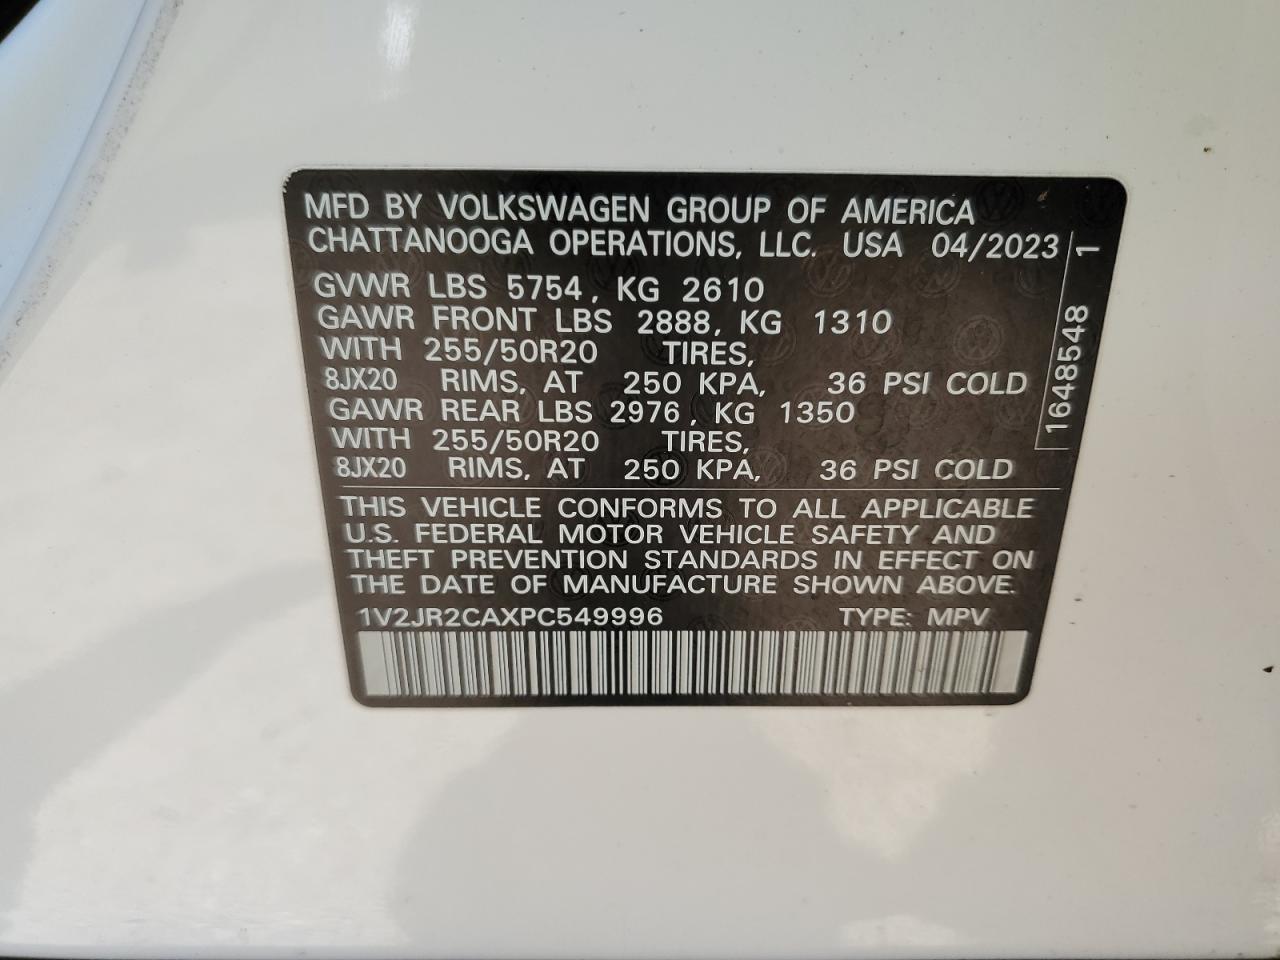 MFD BY VOLKSWAGEN GROUP OF AMERICA
CHATTANOOGA OPERATIONS, LLC. USA 04/2023
GVWR LBS 5754, KG 2610
GAWR FRONT LBS 2888, KG 1310
WITH 255/50R20 TIRES,
8JX20 RIMS, AT 250 KPA, 36 PSI COLD
GAWR REAR LBS 2976, KG 1350
WITH 255/50R20 TIRES,
8JX20 RIMS, AT 250 KPA, 36 PSI COLD
THIS VEHICLE CONFORMS TO ALL APPLICABLE
U.S. FEDERAL MOTOR VEHICLE SAFETY AND
THEFT PREVENTION STANDARDS IN EFFECT ON
THE DATE OF MANUFACTURE SHOWN ABOVE.
1V2JR2CAXPC549996 TYPE: MPV
1648548 1